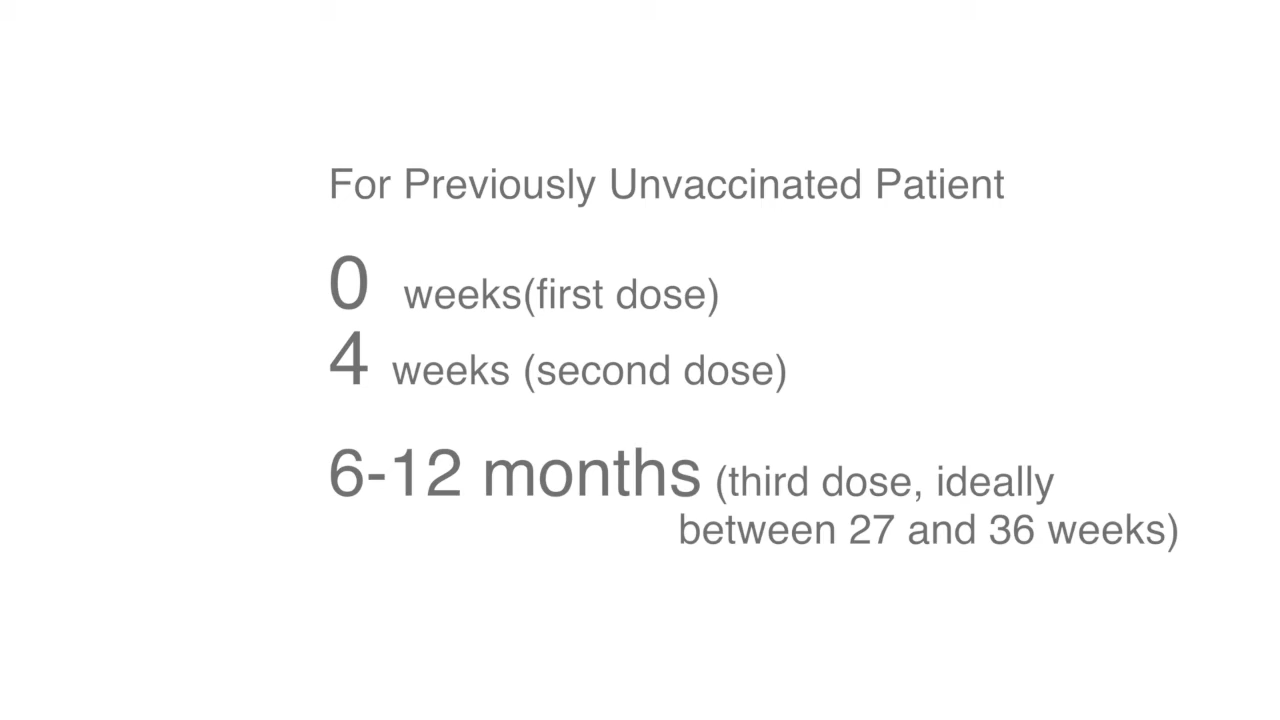 For Previously Unvaccinated Patient
0 weeks(first dose)
4 weeks (second dose)
6-12 months (third dose, ideally
between 27 and 36 weeks)